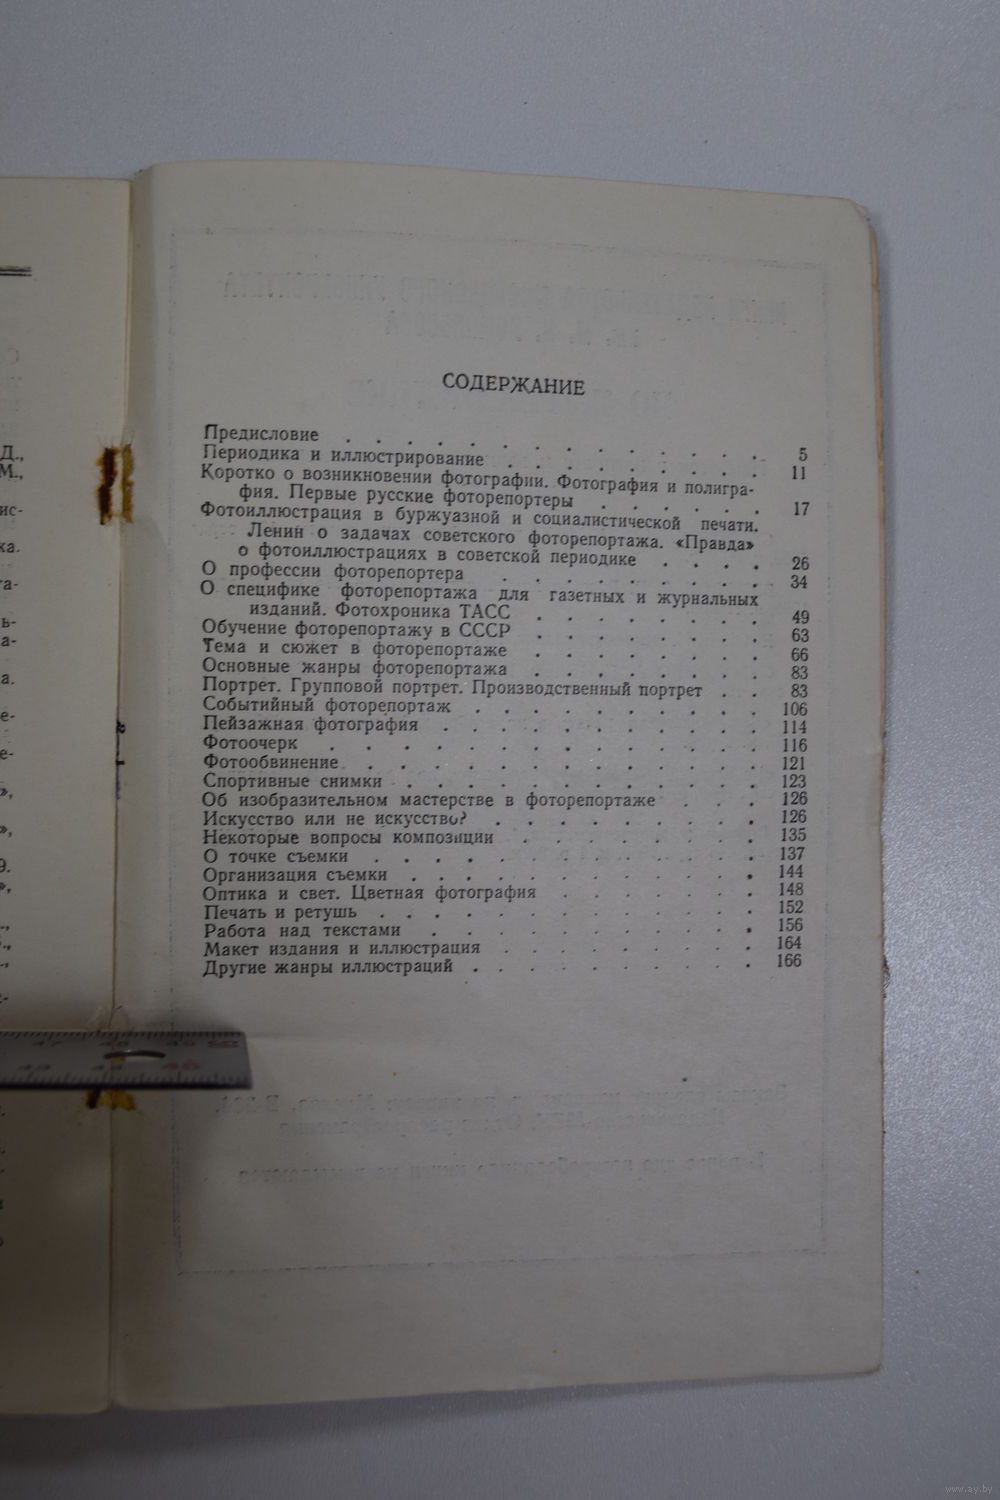 СОДЕРЖАНИЕ
Предисловие . . . . . . . . . . . . . 5
Периодика и иллюстрирование . . . . . . . 11
Коротко о возникновении фотографии. Фотография и полигра-
фия. Первые русские фоторепортеры . . . . . . 17
Фотоиллюстрация в буржуазной и социалистической печати.
Ленин о задачах советского фоторепортажа. «Правда»
о фотоиллюстрациях в советской периодике . . . . 26
О профессии фоторепортера . . . . . . . . . 34
О специфике фоторепортажа для газетных и журнальных
изданий. Фотохроника ТАСС . . . . . . . . 49
Обучение фоторепортажу в СССР . . . . . . . . 63
Тема и сюжет в фоторепортаже . . . . . . . . 66
Основные жанры фоторепортажа . . . . . . . . 83
Портрет. Групповой портрет. Производственный портрет . . 83
Событийный фоторепортаж . . . . . . . . . . 106
Пейзажная фотография . . . . . . . . . . . 114
Фотоочерк . . . . . . . . . . . . . . 116
Фотообвинение . . . . . . . . . . . . . 121
Спортивные снимки . . . . . . . . . . . . 123
Об изобразительном мастерстве в фоторепортаже . . . 126
Искусство или не искусство? . . . . . . . . . 126
Некоторые вопросы композиции . . . . . . . . 135
О точке съемки . . . . . . . . . . . . . 137
Организация съемки . . . . . . . . . . . . 144
Оптика и свет. Цветная фотография . . . . . . . 148
Печать и ретушь . . . . . . . . . . . . . 152
Работа над текстами . . . . . . . . . . . 156
Макет издания и иллюстрация . . . . . . . . . 164
Другие жанры иллюстраций . . . . . . . . . . 166
www.ay.by